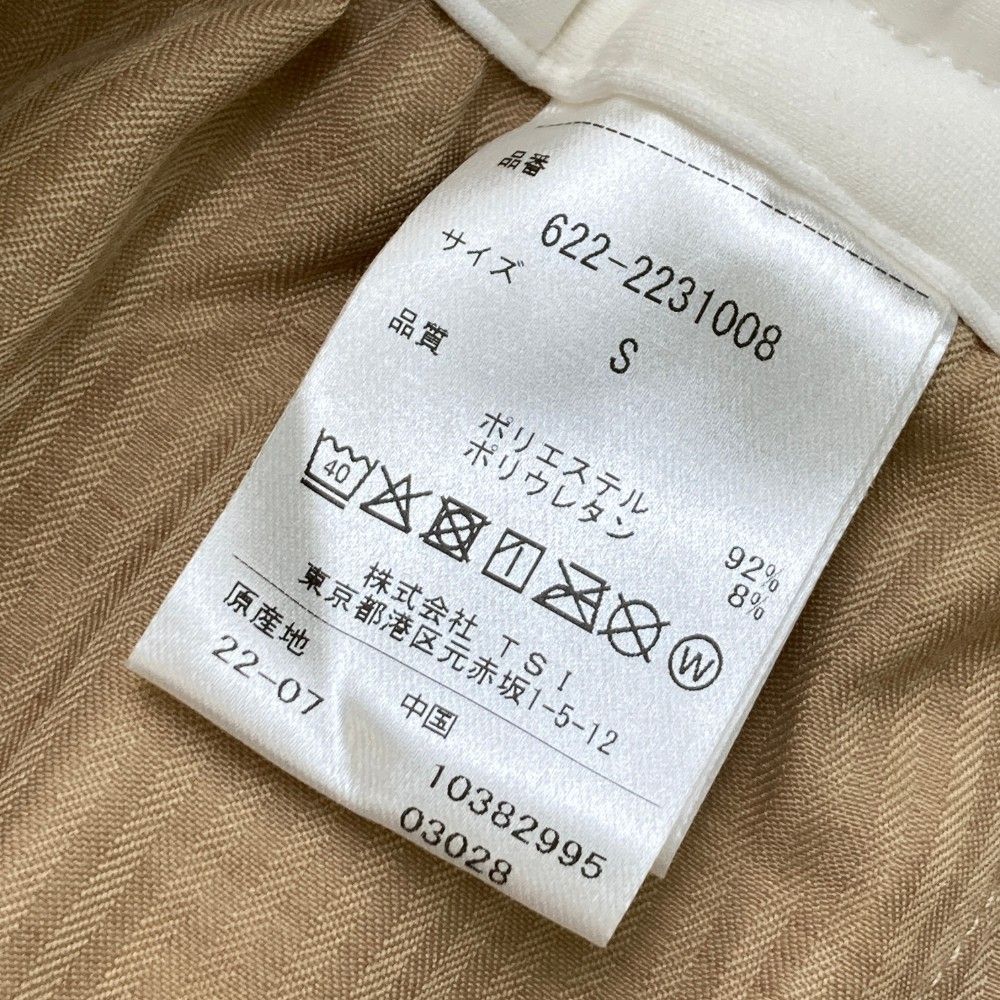 品番
622-2231008
サイズ
S
品質
ポリエステル 92%
ポリウレタン 8%
40
W
株式会社 TSI
東京都港区元赤坂1-5-12
原産地 中国
22-07 10382995
03028